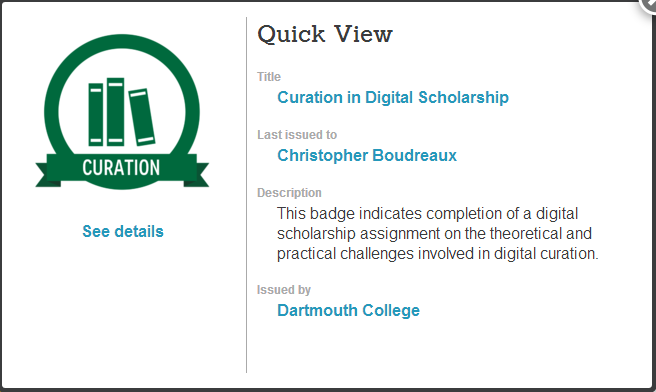 CURATION
See details
Quick View
Title
Curation in Digital Scholarship
Last issued to
Christopher Boudreaux
Description
This badge indicates completion of a digital
scholarship assignment on the theoretical and
practical challenges involved in digital curation.
Issued by
Dartmouth College